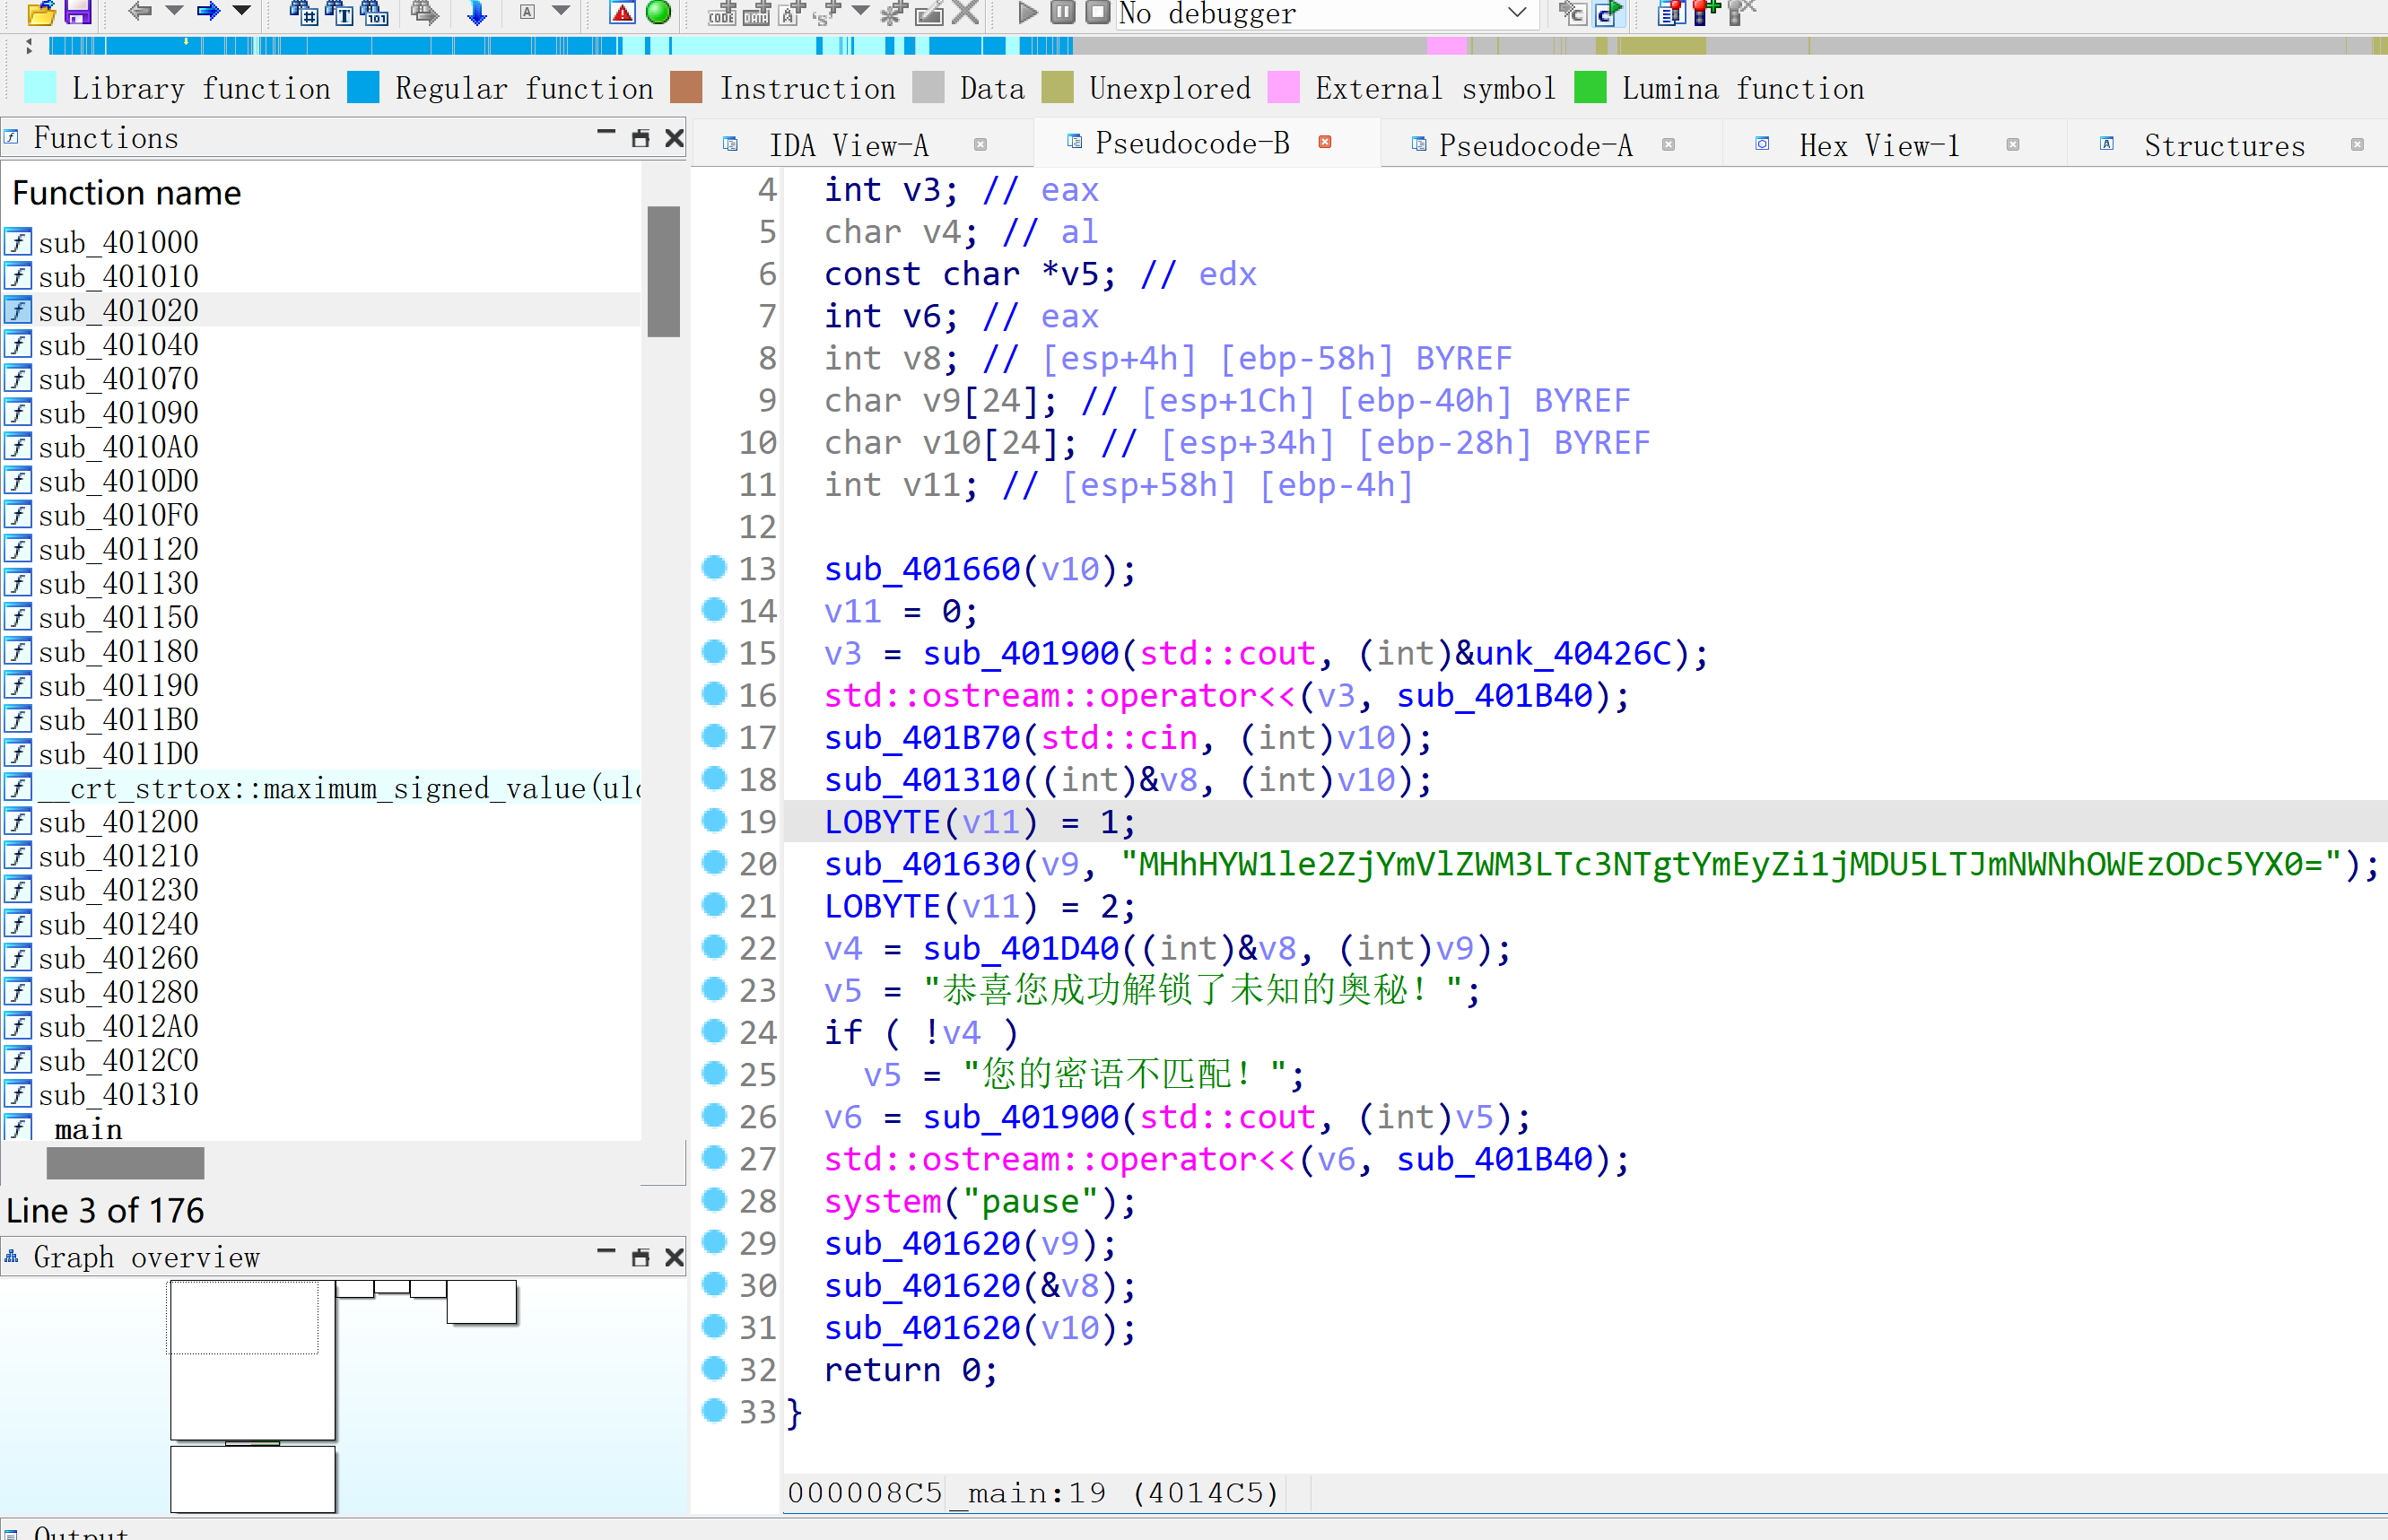 No debugger
Library function Regular function Instruction Data Unexplored External symbol Lumina function
Functions
Function name
sub_401000
sub_401010
sub_401020
sub_401040
sub_401070
sub_401090
sub_4010A0
sub_4010D0
sub_4010F0
sub_401120
sub_401130
sub_401150
sub_401180
sub_401190
sub_4011B0
sub_4011D0
__crt_strtox::maximum_signed_value(ulo
sub_401200
sub_401210
sub_401230
sub_401240
sub_401260
sub_401280
sub_4012A0
sub_4012C0
sub_401310
_main
Line 3 of 176
Graph overview
IDA View-A Pseudocode-B Pseudocode-A Hex View-1 Structures
4 int v3; // eax
5 char v4; // al
6 const char *v5; // edx
7 int v6; // eax
8 int v8; // [esp+4h] [ebp-58h] BYREF
9 char v9[24]; // [esp+1Ch] [ebp-40h] BYREF
10 char v10[24]; // [esp+34h] [ebp-28h] BYREF
11 int v11; // [esp+58h] [ebp-4h]
12
13 sub_401660(v10);
14 v11 = 0;
15 v3 = sub_401900(std::cout, (int)&unk_40426C);
16 std::ostream::operator<<(v3, sub_401B40);
17 sub_401B70(std::cin, (int)v10);
18 sub_401310((int)&v8, (int)v10);
19 LOBYTE(v11) = 1;
20 sub_401630(v9, "MHhHYW1le2ZjYmVlZWM3LTc3NTgtYmEyZi1jMDU5LTJmNWNhOWEzODc5YX0=");
21 LOBYTE(v11) = 2;
22 v4 = sub_401D40((int)&v8, (int)v9);
23 v5 = "恭喜您成功解锁了未知的奥秘！";
24 if ( !v4 )
25 v5 = "您的密语不匹配！";
26 v6 = sub_401900(std::cout, (int)v5);
27 std::ostream::operator<<(v6, sub_401B40);
28 system("pause");
29 sub_401620(v9);
30 sub_401620(&v8);
31 sub_401620(v10);
32 return 0;
33 }
000008C5 _main:19 (4014C5)
Output